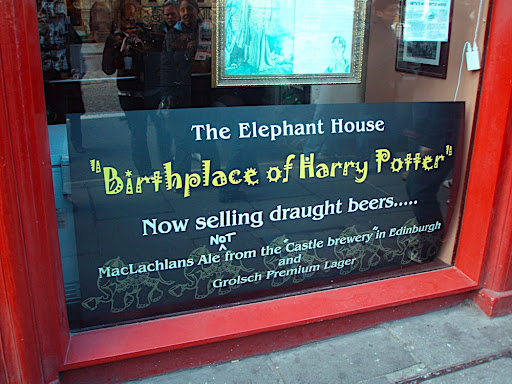 The Elephant House
"Birthplace of Harry Potter"
Now selling draught beers.....
NOT
MacLachlans Ale ^ from the "Castle brewery" in Edinburgh
and
Grolsch Premium Lager